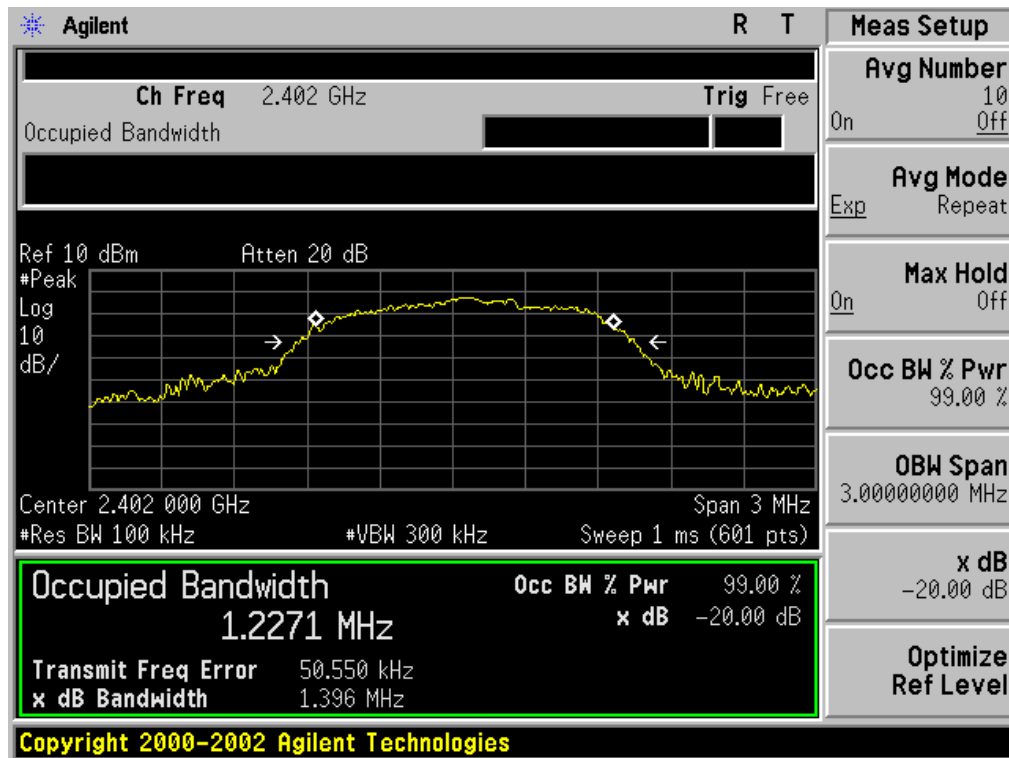 Agilent R T Meas Setup
Ch Freq 2.402 GHz Trig Free
Occupied Bandwidth
Ref 10 dBm Atten 20 dB
#Peak
Log
10
dB/
Center 2.402 000 GHz Span 3 MHz
#Res BW 100 kHz #VBW 300 kHz Sweep 1 ms (601 pts)
Occupied Bandwidth Occ BW % Pwr 99.00 %
1.2271 MHz x dB -20.00 dB
Transmit Freq Error 50.550 kHz
x dB Bandwidth 1.396 MHz
Copyright 2000-2002 Agilent Technologies
Avg Number
10
On Off
Avg Mode
Exp Repeat
Max Hold
On Off
Occ BW % Pwr
99.00 %
OBW Span
3.00000000 MHz
x dB
-20.00 dB
Optimize
Ref Level